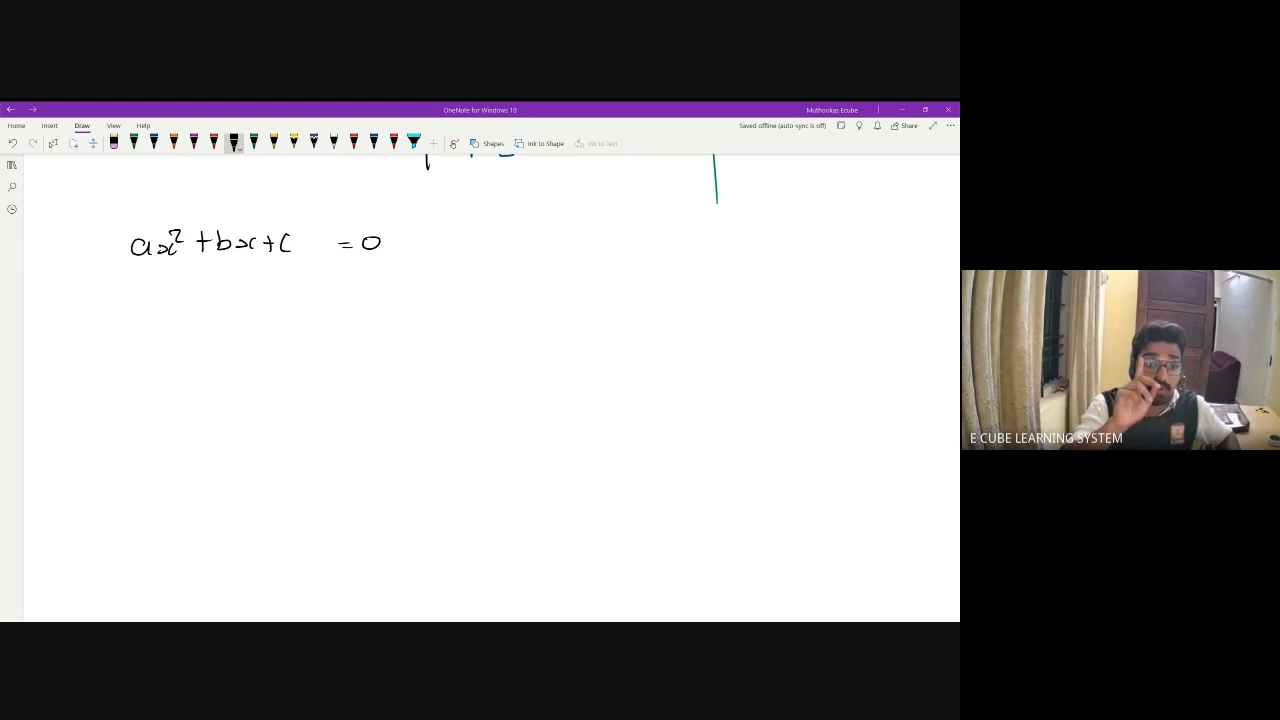 OneNote for Windows 10
Muthookas Ecube
Home Insert Draw View Help
Saved offline (auto-sync is off)
Share
Shapes
Ink to Shape
Ink to Text
ax² + bx + c = 0
E CUBE LEARNING SYSTEM